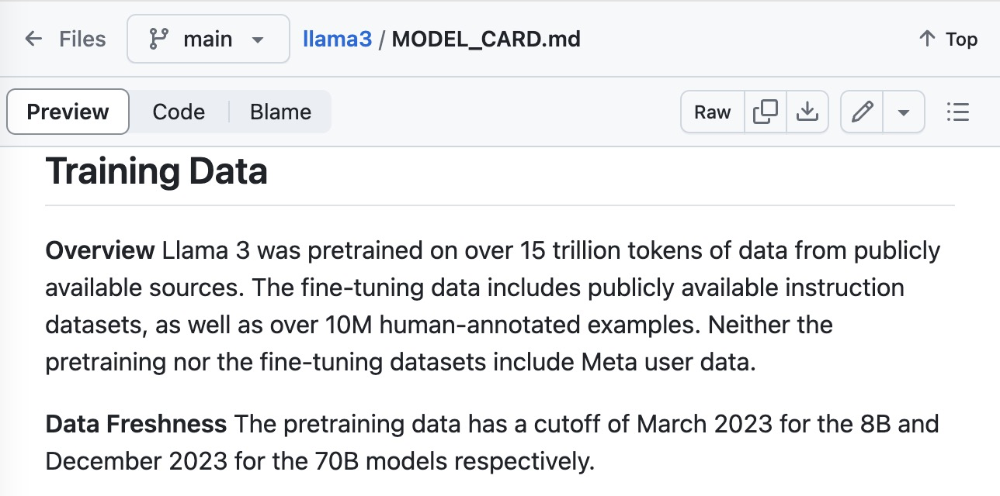 Files
main
llama3 / MODEL_CARD.md
Top
Preview
Code
Blame
Raw
Training Data
Overview Llama 3 was pretrained on over 15 trillion tokens of data from publicly
available sources. The fine-tuning data includes publicly available instruction
datasets, as well as over 10M human-annotated examples. Neither the
pretraining nor the fine-tuning datasets include Meta user data.
Data Freshness The pretraining data has a cutoff of March 2023 for the 8B and
December 2023 for the 70B models respectively.